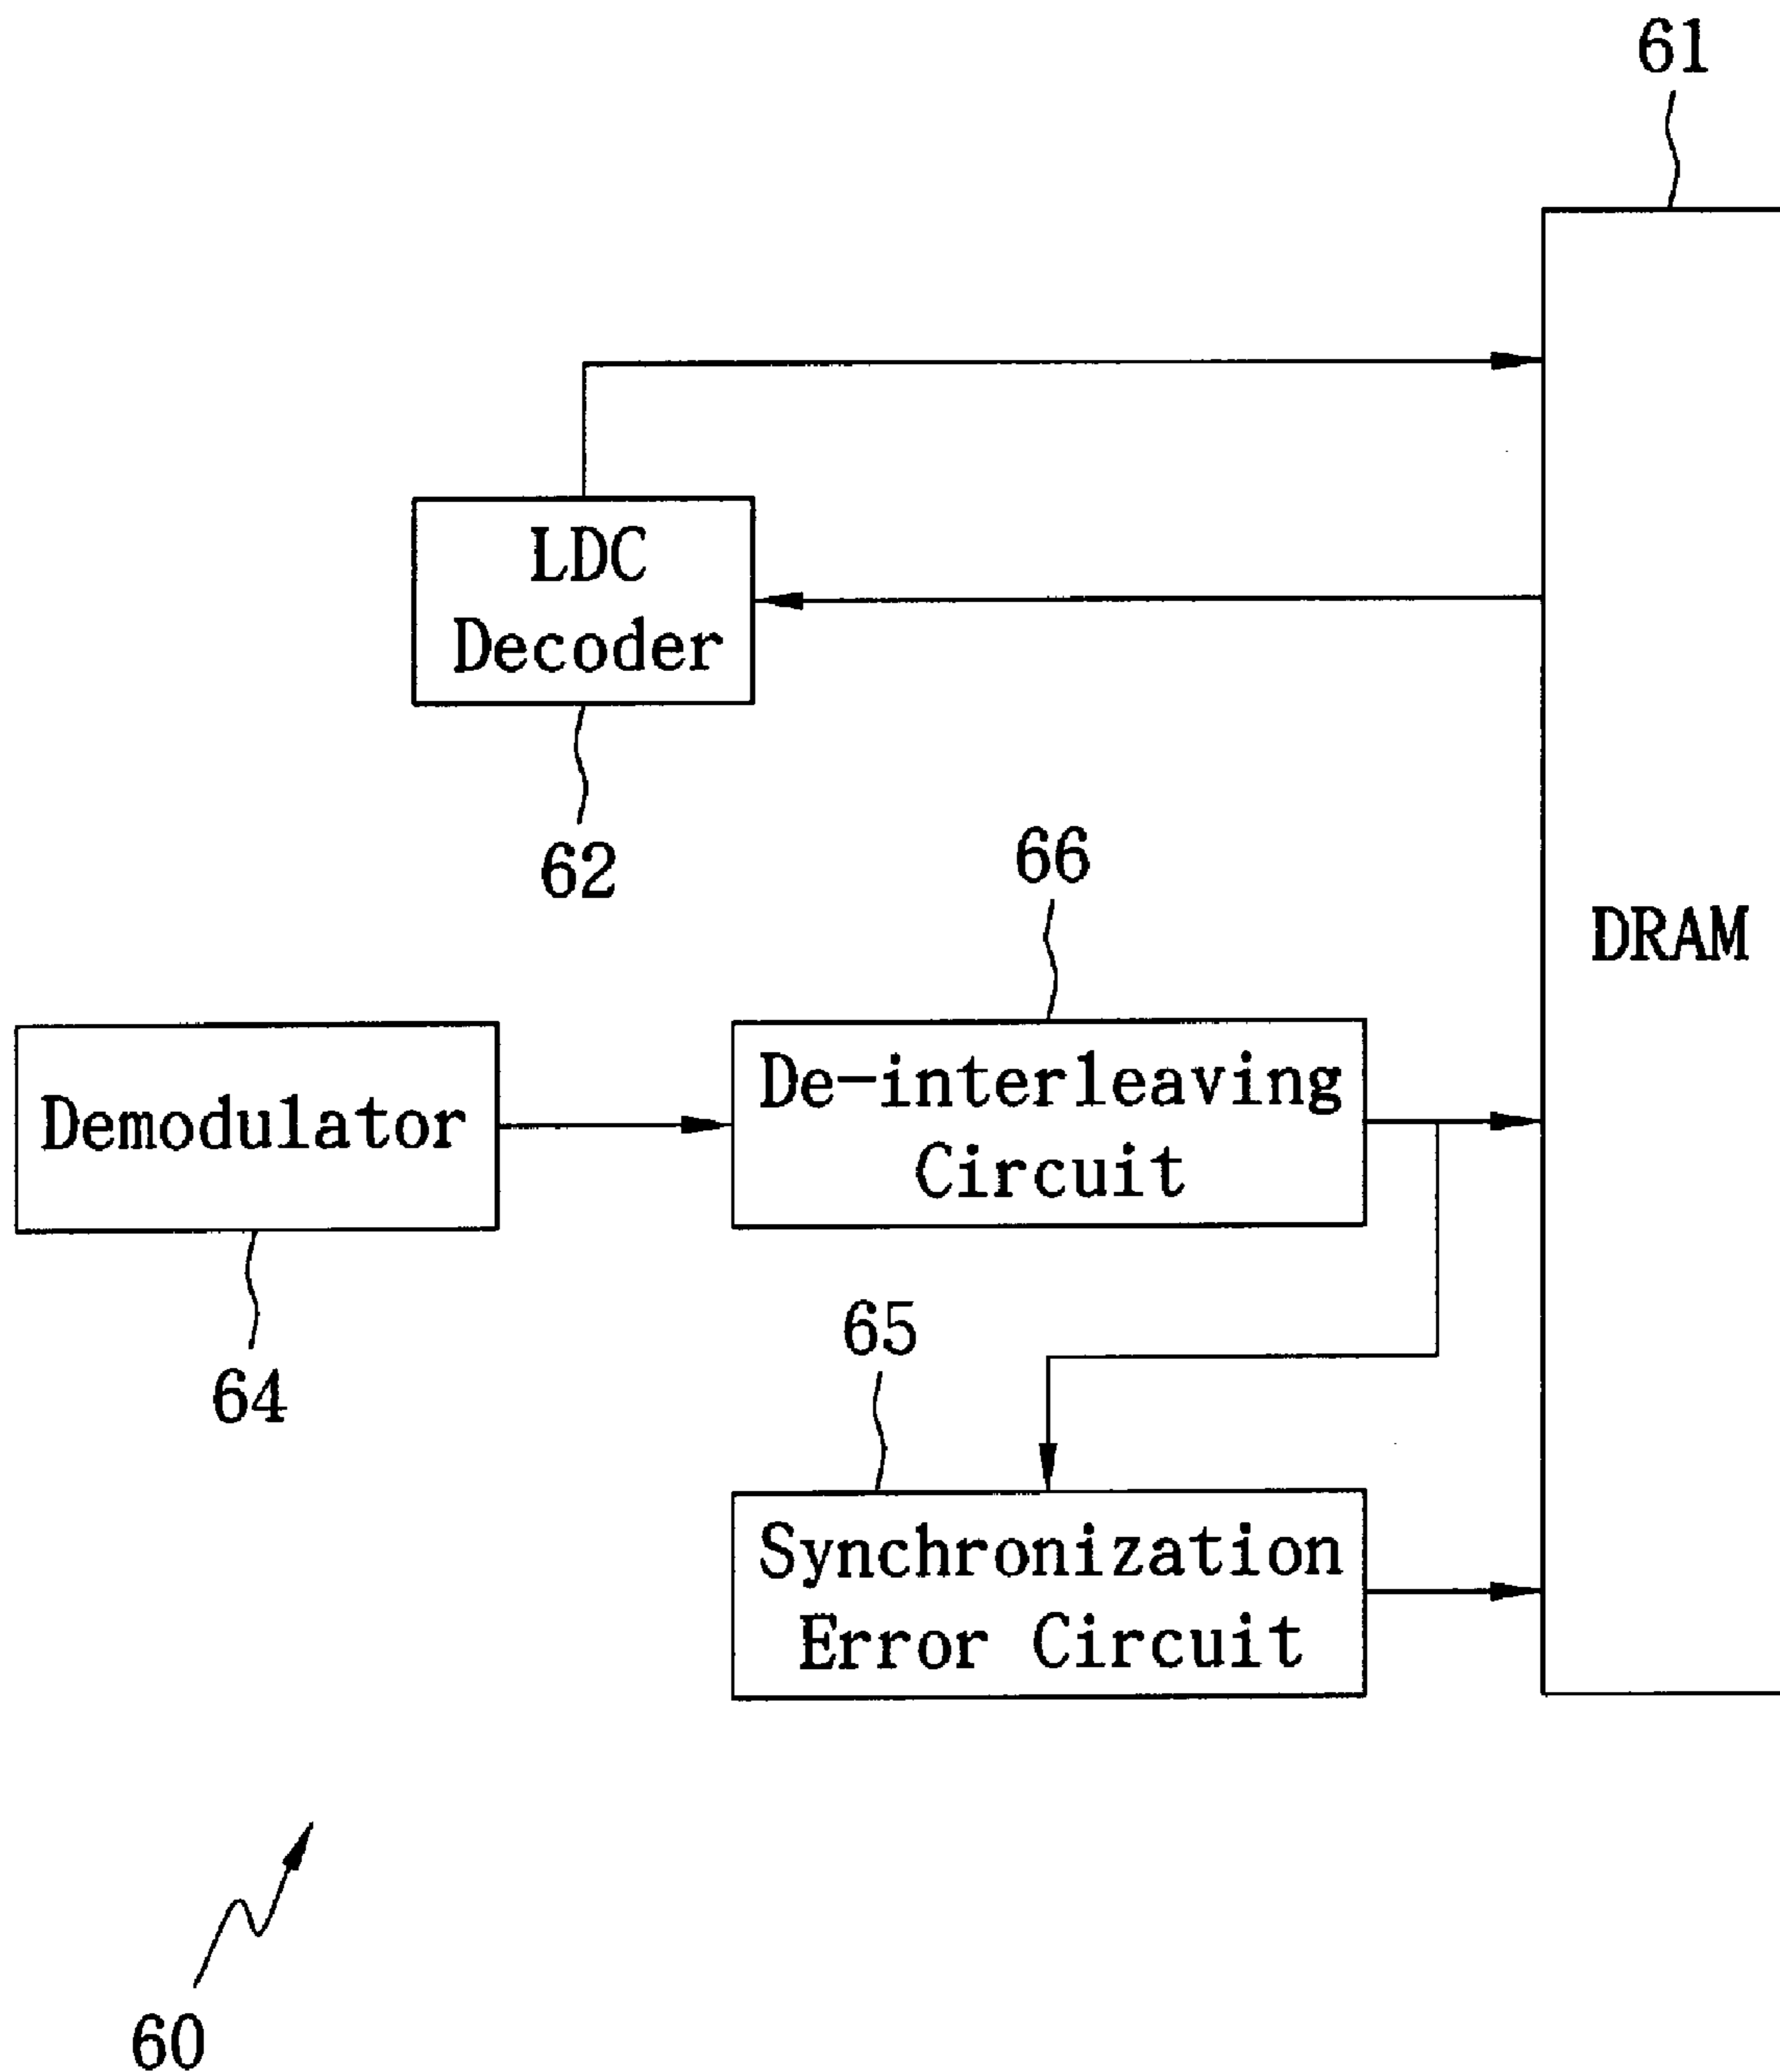 61
LDC
Decoder
62
66
DRAM
De-interleaving
Circuit
Demodulator
65
64
Synchronization
Error Circuit
60